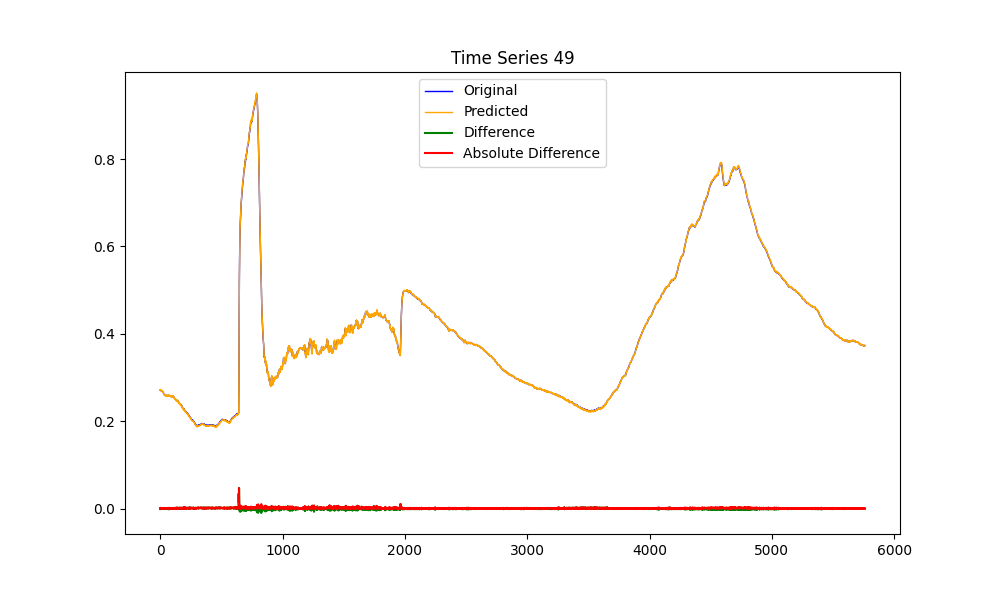 Time Series 49
Original
Predicted
Difference
Absolute Difference
0.8
0.6
0.4
0.2
0.0
0 1000 2000 3000 4000 5000 6000